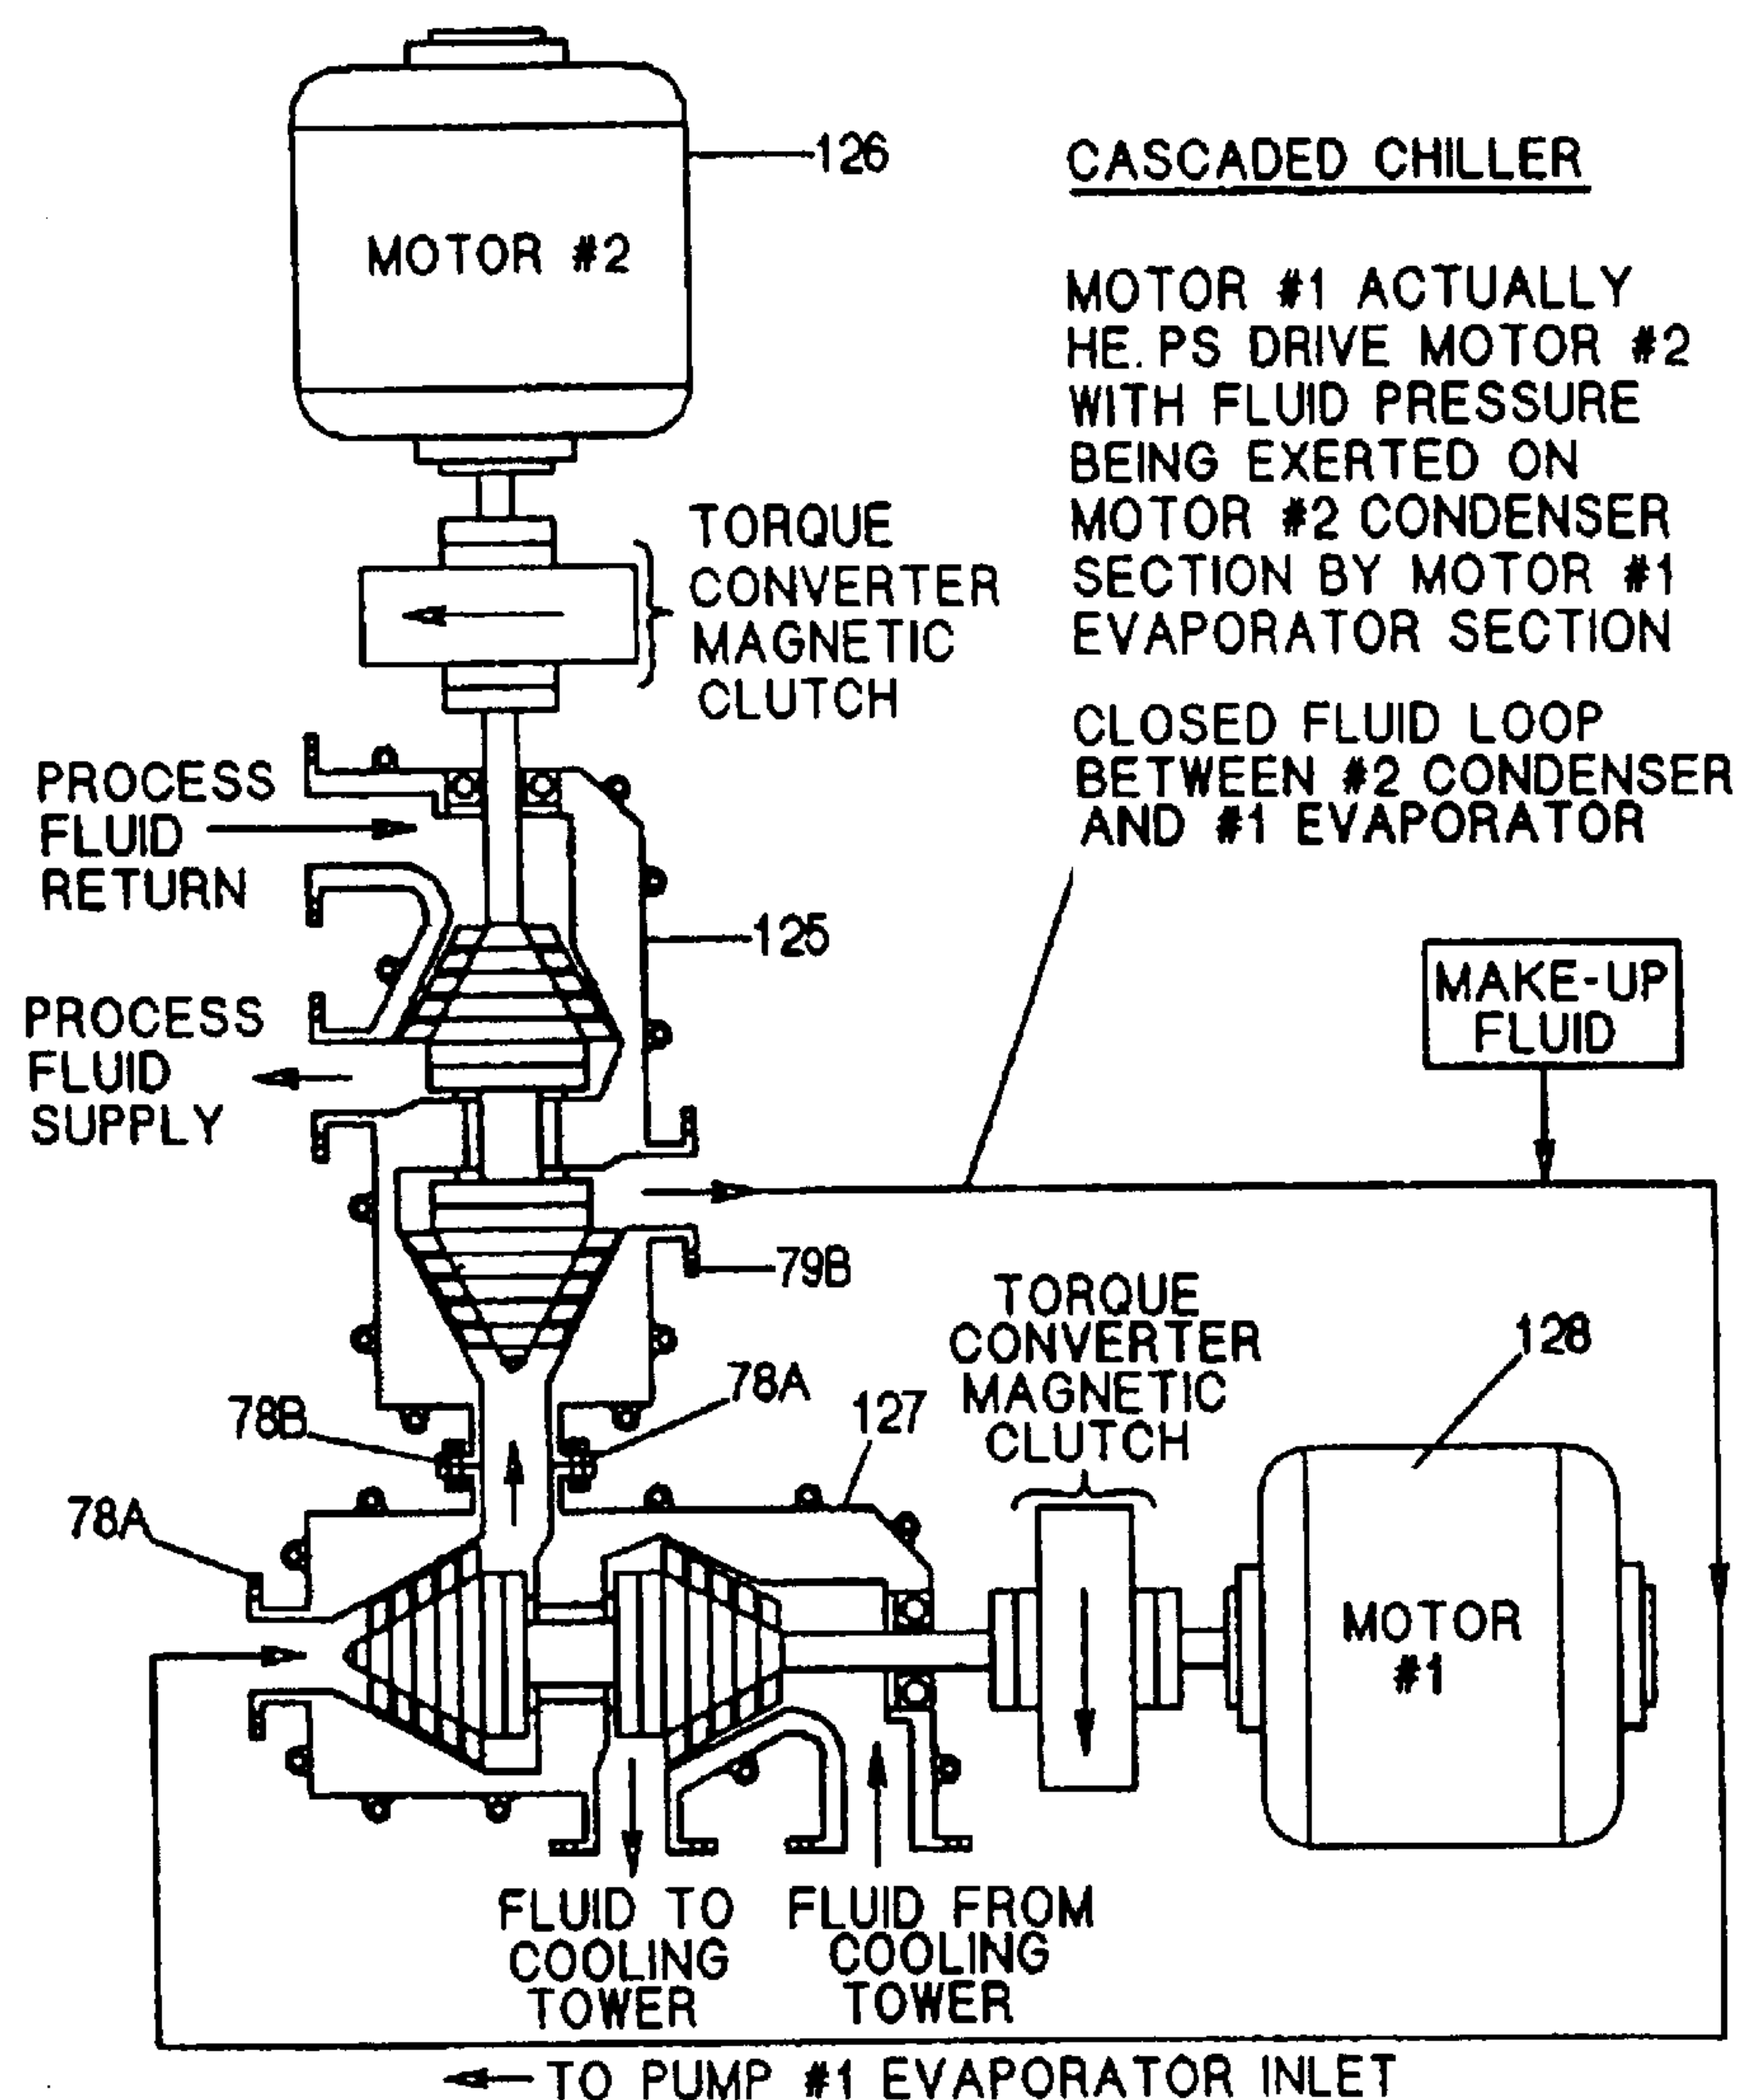 126
CASCADED CHILLER
MOTOR #2
MOTOR #1 ACTUALLY
HE.PS DRIVE MOTOR #2
WITH FLUID PRESSURE
BEING EXERTED ON
MOTOR #2 CONDENSER
SECTION BY MOTOR #1
EVAPORATOR SECTION
TORQUE
CONVERTER
MAGNETIC
CLUTCH
CLOSED FLUID LOOP
BETWEEN #2 CONDENSER
AND #1 EVAPORATOR
PROCESS
FLUID
RETURN
125
MAKE-UP
FLUID
PROCESS
FLUID
SUPPLY
79B
TORQUE
CONVERTER
MAGNETIC
CLUTCH
128
78A
78B
127
78A
MOTOR
#1
FLUID TO
COOLING
TOWER
FLUID FROM
COOLING
TOWER
TO PUMP #1 EVAPORATOR INLET